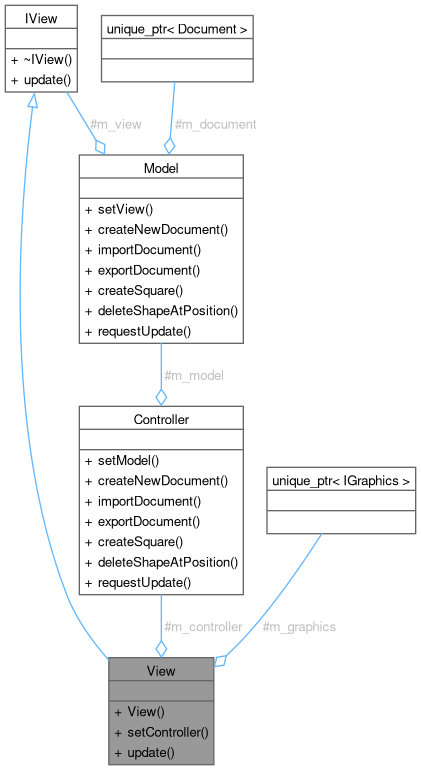 IView
+ ~IView()
+ update()
unique_ptr< Document >
#m_view
#m_document
Model
+ setView()
+ createNewDocument()
+ importDocument()
+ exportDocument()
+ createSquare()
+ deleteShapeAtPosition()
+ requestUpdate()
#m_model
Controller
+ setModel()
+ createNewDocument()
+ importDocument()
+ exportDocument()
+ createSquare()
+ deleteShapeAtPosition()
+ requestUpdate()
unique_ptr< IGraphics >
#m_controller
#m_graphics
View
+ View()
+ setController()
+ update()